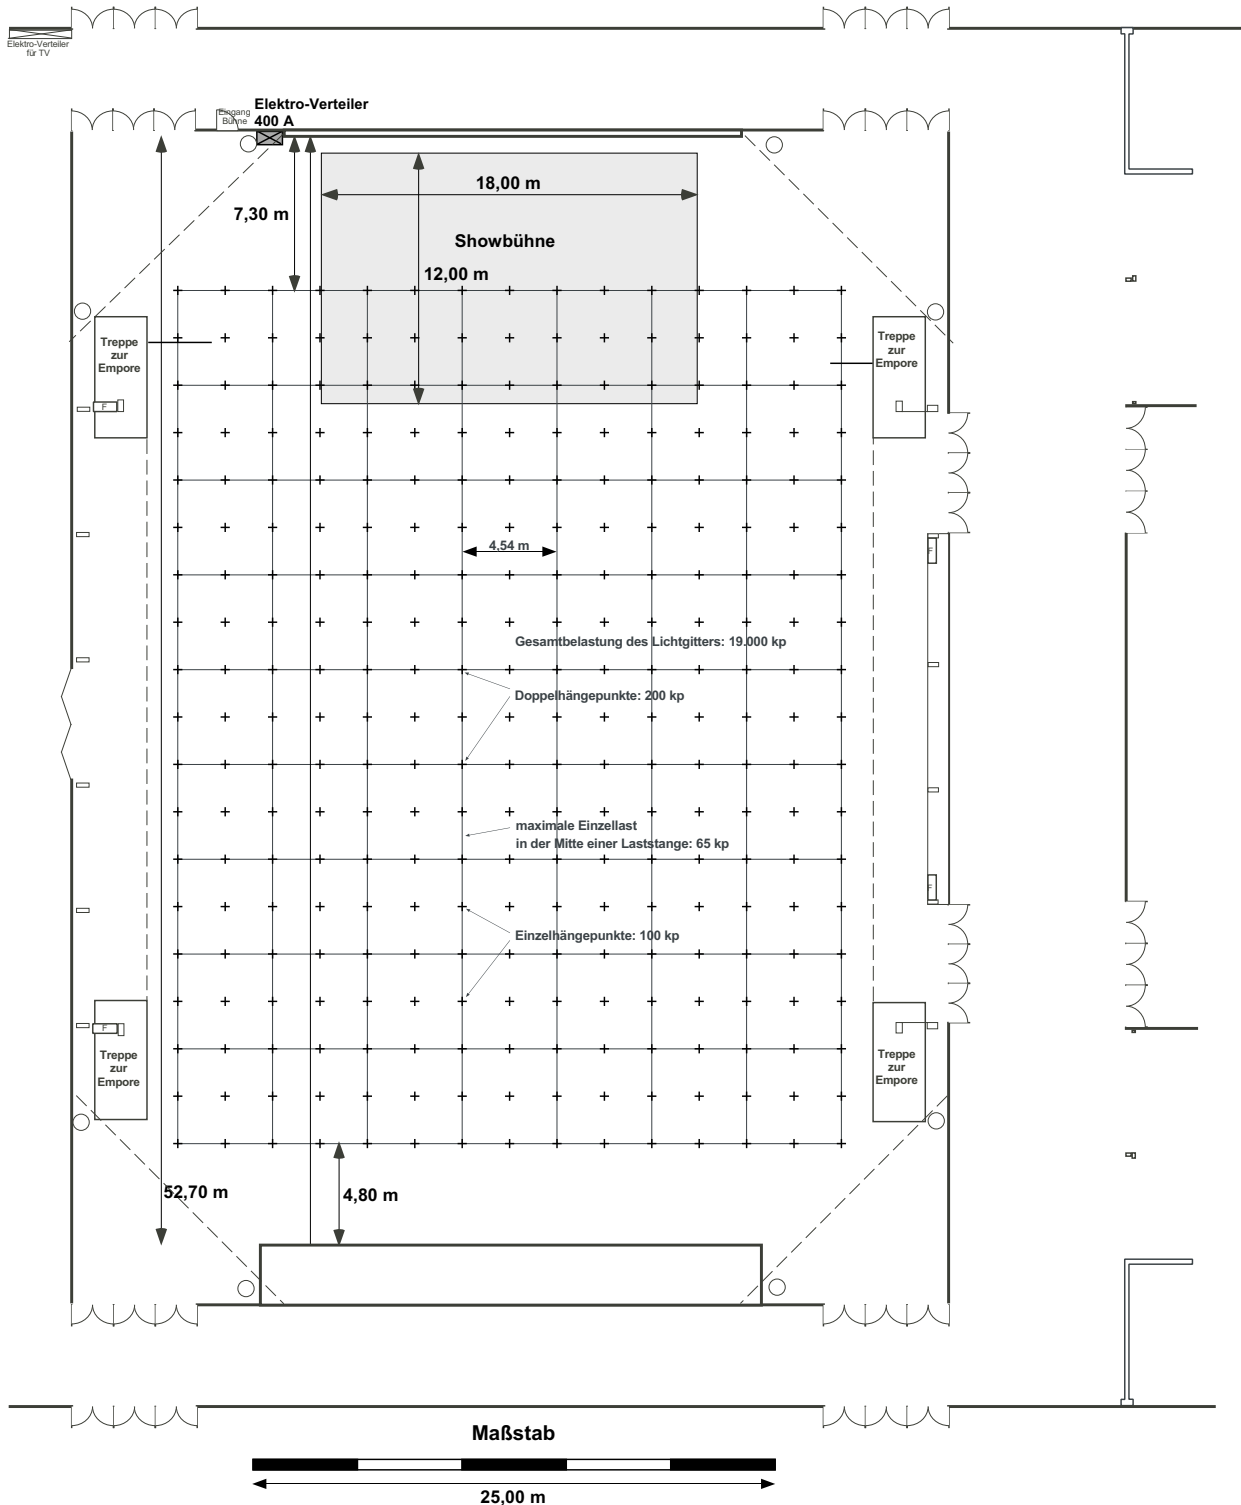 Elektro-Verteiler
für TV
Eingang
Bühne
Elektro-Verteiler
400 A
18,00 m
7,30 m
Showbühne
12,00 m
Treppe
zur
Empore
F
Treppe
zur
Empore
4,54 m
F
Gesamtbelastung des Lichtgitters: 19.000 kp
Doppelhängepunkte: 200 kp
maximale Einzellast
in der Mitte einer Laststange: 65 kp
F
Einzelhängepunkte: 100 kp
F
Treppe
zur
Empore
Treppe
zur
Empore
52,70 m
4,80 m
Maßstab
25,00 m